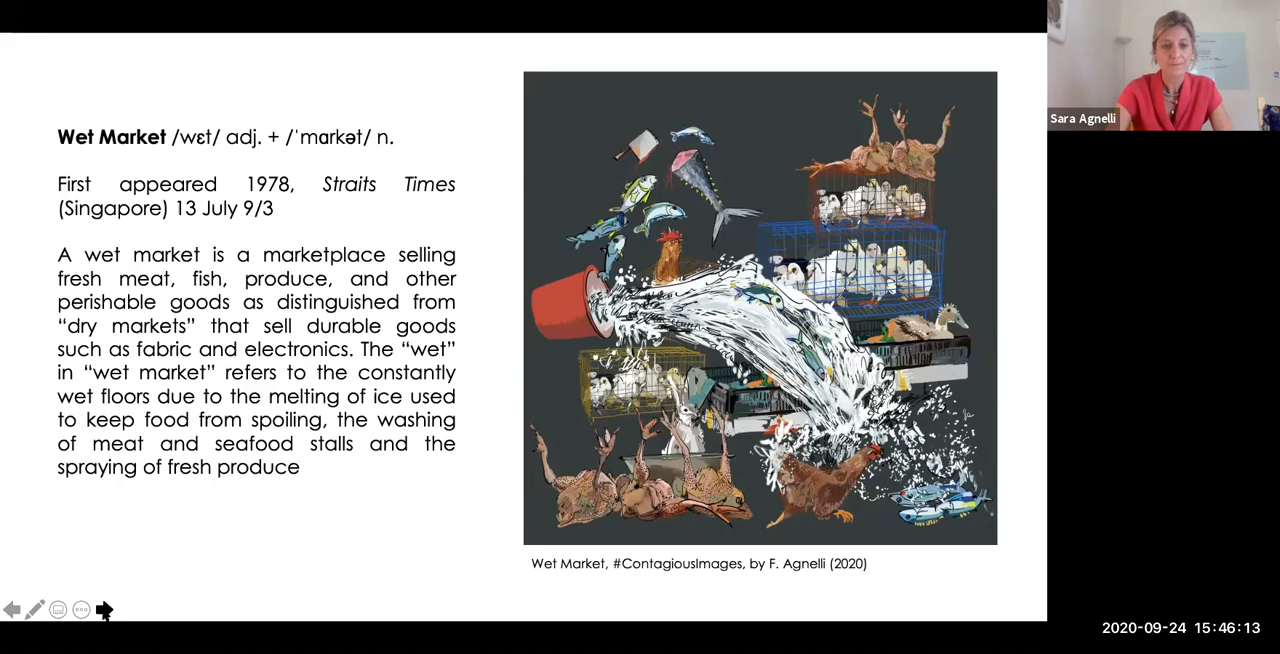 Wet Market /wɛt/ adj. + /ˈmɑrkət/ n.
First appeared 1978, Straits Times
(Singapore) 13 July 9/3
A wet market is a marketplace selling
fresh meat, fish, produce, and other
perishable goods as distinguished from
“dry markets” that sell durable goods
such as fabric and electronics. The “wet”
in “wet market” refers to the constantly
wet floors due to the melting of ice used
to keep food from spoiling, the washing
of meat and seafood stalls and the
spraying of fresh produce
Wet Market, #ContagiousImages, by F. Agnelli (2020)
Sara Agnelli
2020-09-24 15:46:13